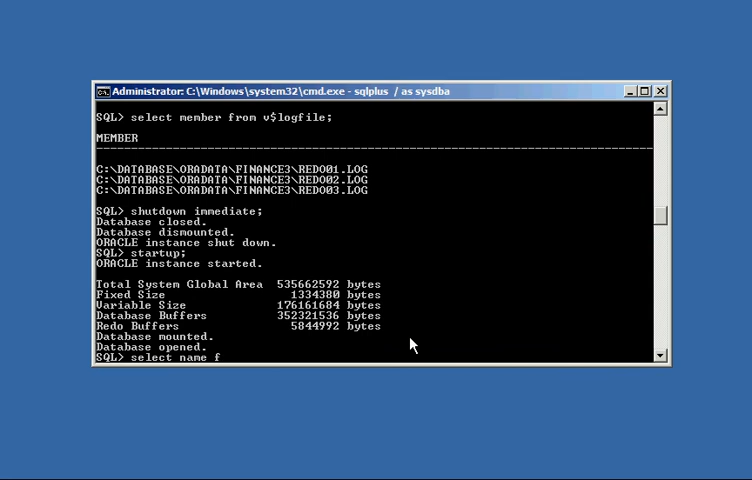 Administrator: C:\Windows\system32\cmd.exe - sqlplus / as sysdba
SQL> select member from v$logfile;
MEMBER
--------------------------------------------------------------------------------
C:\DATABASE\ORADATA\FINANCE3\REDO01.LOG
C:\DATABASE\ORADATA\FINANCE3\REDO02.LOG
C:\DATABASE\ORADATA\FINANCE3\REDO03.LOG
SQL> shutdown immediate;
Database closed.
Database dismounted.
ORACLE instance shut down.
SQL> startup;
ORACLE instance started.
Total System Global Area  535662592 bytes
Fixed Size                  1334380 bytes
Variable Size             176161684 bytes
Database Buffers          352321536 bytes
Redo Buffers                5844992 bytes
Database mounted.
Database opened.
SQL> select name f